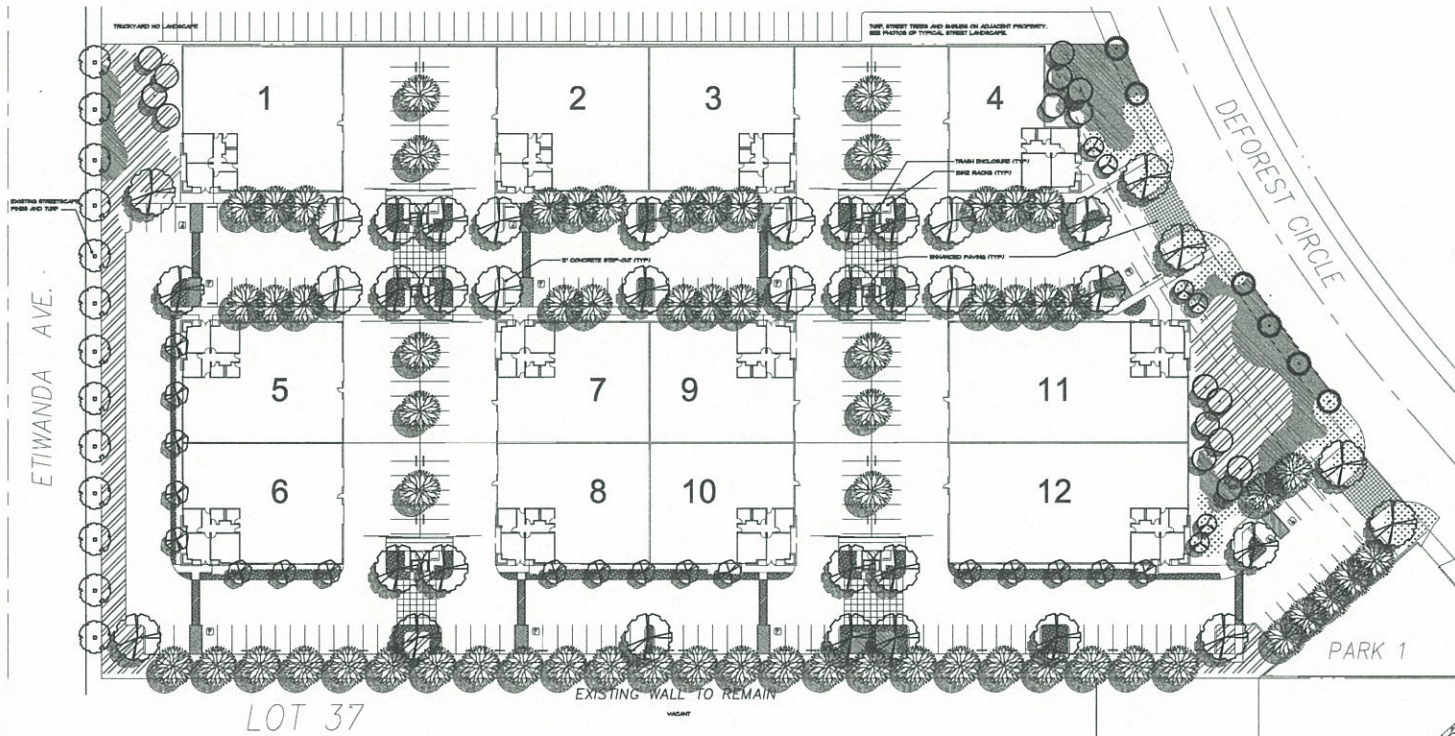 TRUCKYARD NO LANDSCAPE
TURF, STREET TREES AND SHRUBS ON ADJACENT PROPERTY.
SEE PHOTOS OF TYPICAL STREET LANDSCAPE.
1
2
3
4
DEFOREST CIRCLE
TRASH ENCLOSURE (TYP)
BIKE RACKS (TYP)
EXISTING STREETSCAPE
PINES AND TURF
5" CONCRETE STEP-OUT (TYP)
ENHANCED PAVING (TYP)
ETIWANDA AVE.
5
7
9
11
6
8
10
12
PARK 1
EXISTING WALL TO REMAIN
VACANT
LOT 37